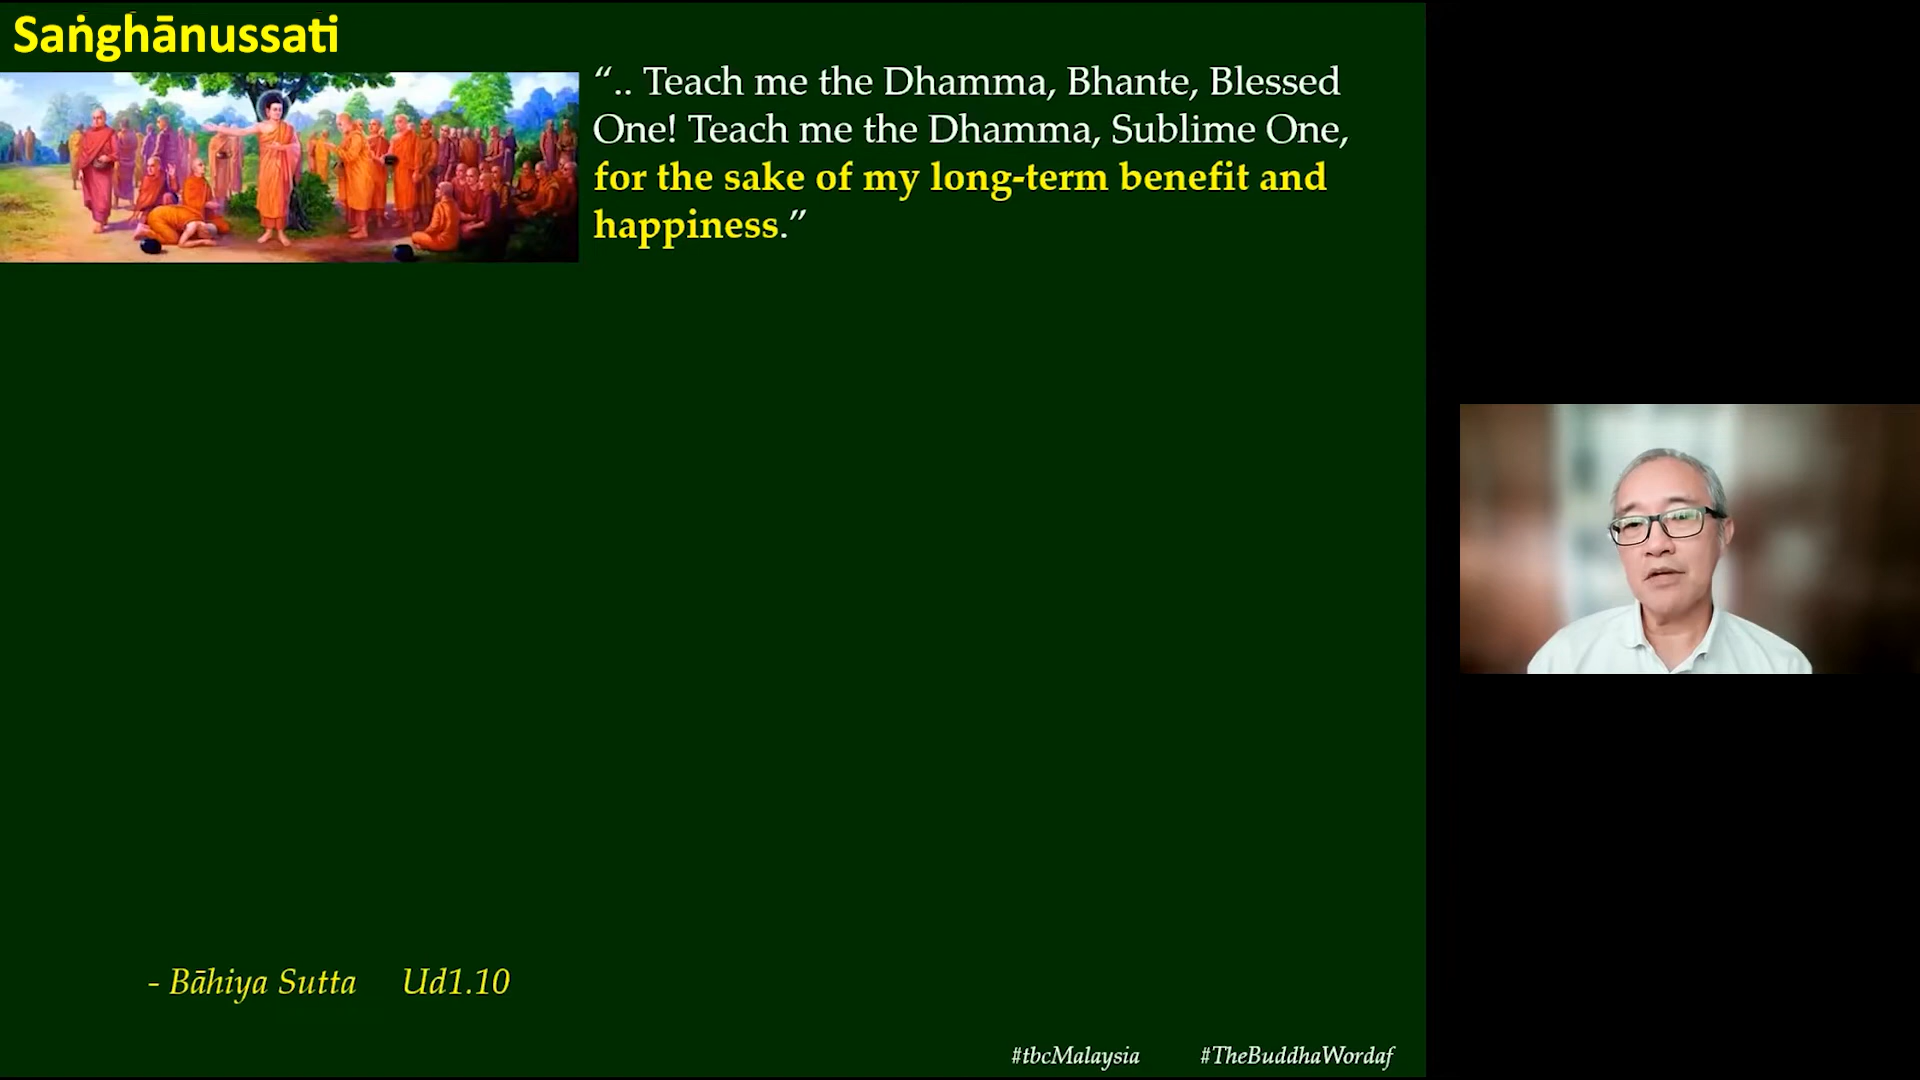 Saṅghānussati
“.. Teach me the Dhamma, Bhante, Blessed
One! Teach me the Dhamma, Sublime One,
for the sake of my long-term benefit and
happiness.”
- Bāhiya Sutta Ud1.10
#tbcMalaysia #TheBuddhaWordaf